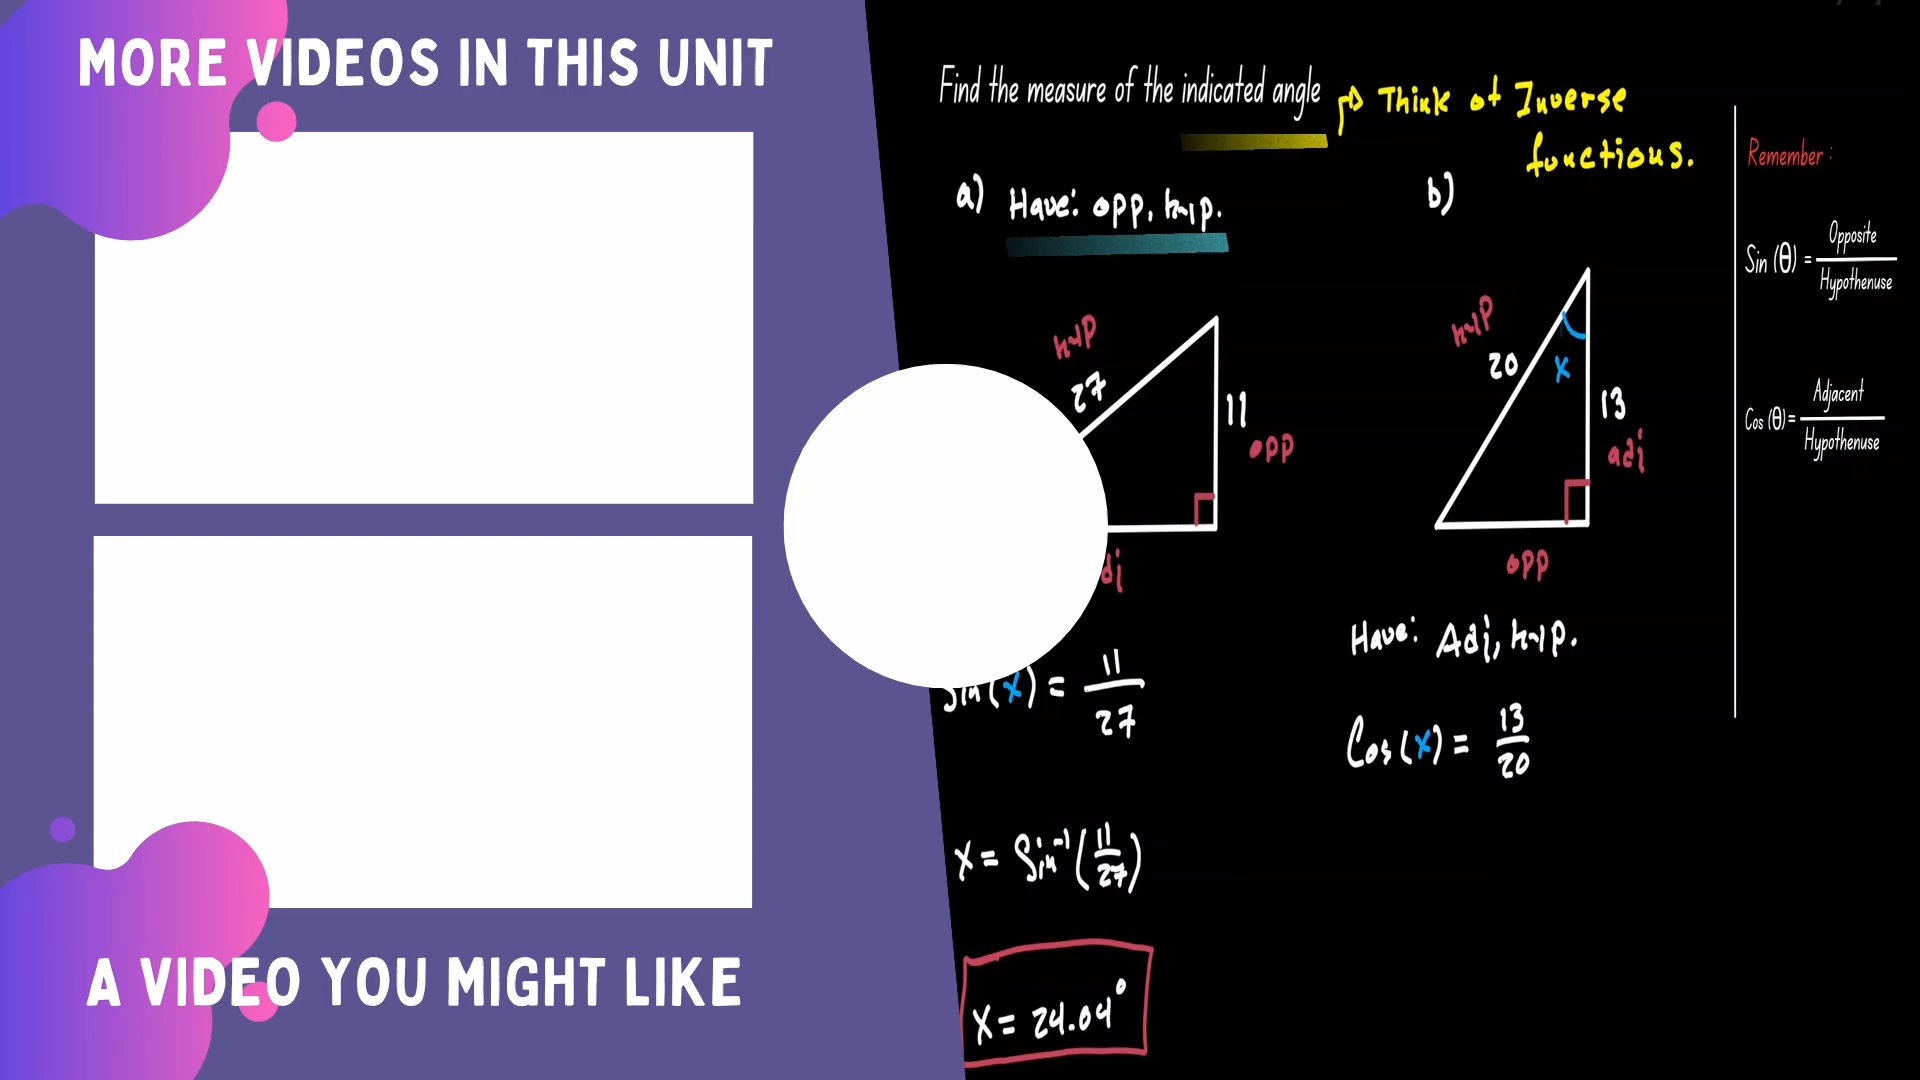 MORE VIDEOS IN THIS UNIT
A VIDEO YOU MIGHT LIKE
Find the measure of the indicated angle
Think of Inverse
functions.
a) Have: opp, hyp.
hyp
27
11
opp
Sin(x) = 11/27
x = Sin⁻¹(11/27)
x = 24.04°
b)
hyp
20
x
13
adj
opp
Have: Adj, hyp.
Cos(x) = 13/20
Remember :
Sin (θ) = Opposite/Hypothenuse
Cos (θ) = Adjacent/Hypothenuse